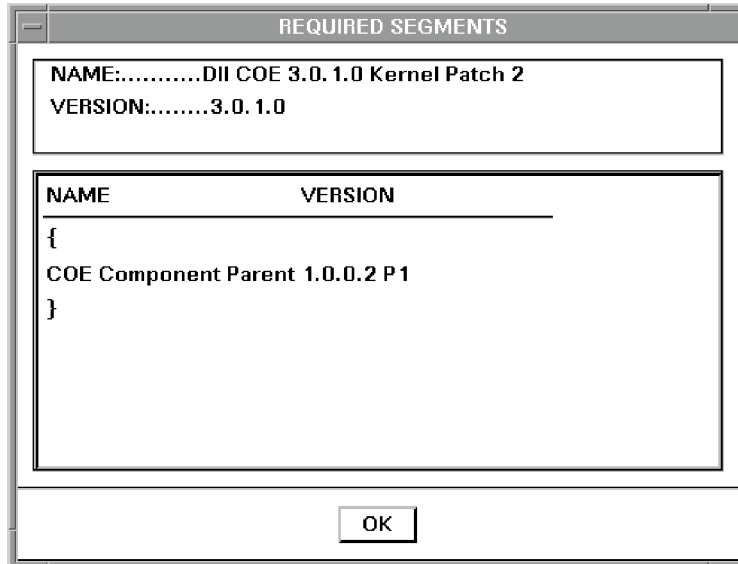 REQUIRED SEGMENTS
NAME:...........DII COE 3.0.1.0 Kernel Patch 2
VERSION:........3.0.1.0
NAME VERSION
{
COE Component Parent 1.0.0.2 P1
}
OK